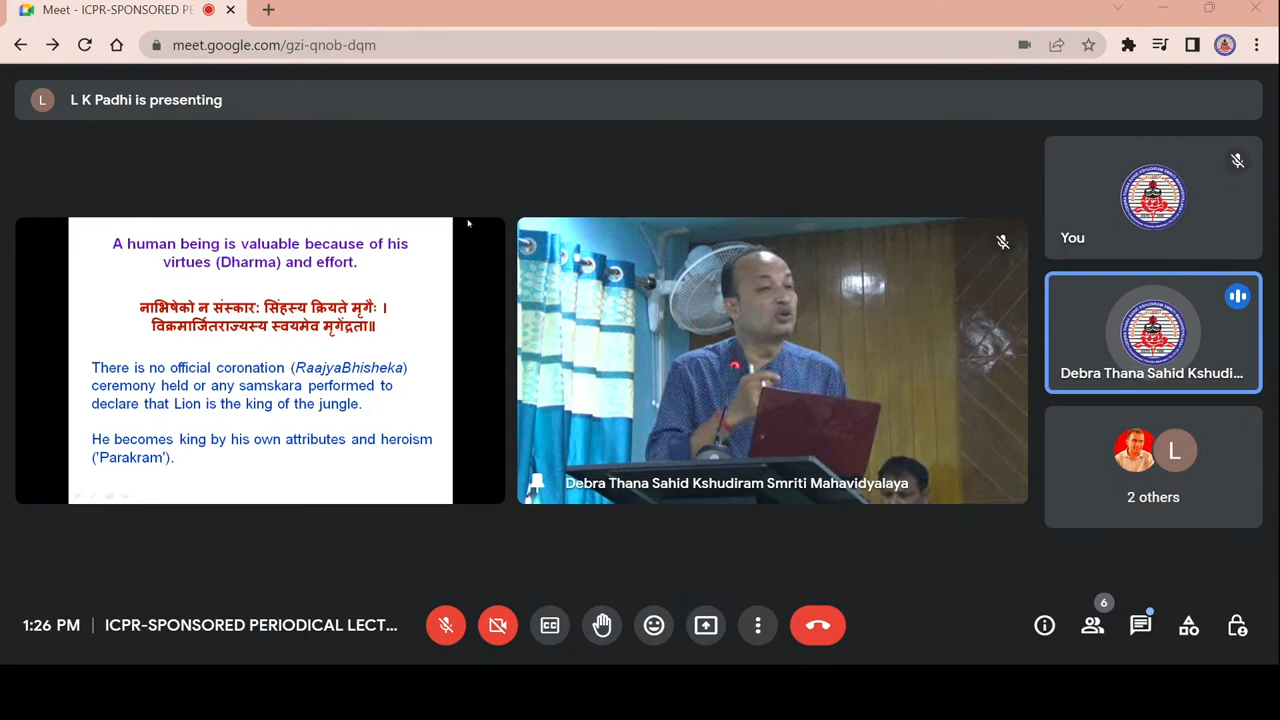 Meet - ICPR-SPONSORED PE
meet.google.com/gzi-qnob-dqm
L
L K Padhi is presenting
A human being is valuable because of his
virtues (Dharma) and effort.
नाभिषेको न संस्कार: सिंहस्य क्रियते मृगैः ।
विक्रमार्जितराज्यस्य स्वयमेव मृगेंद्रता॥
There is no official coronation (RaajyaBhisheka)
ceremony held or any samskara performed to
declare that Lion is the king of the jungle.
He becomes king by his own attributes and heroism
('Parakram').
Debra Thana Sahid Kshudiram Smriti Mahavidyalaya
You
Debra Thana Sahid Kshudi...
L
2 others
1:26 PM
ICPR-SPONSORED PERIODICAL LECT...
CC
6